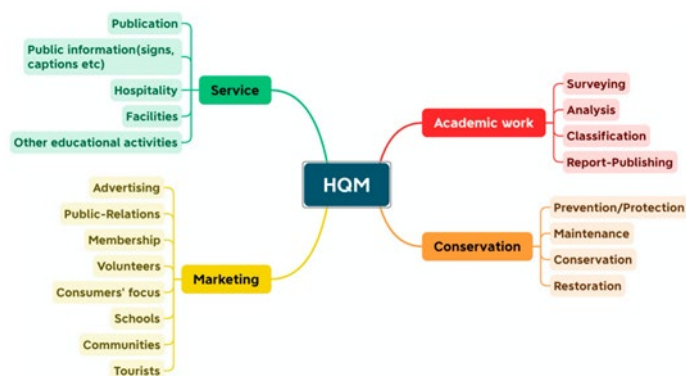 Publication
Public information(signs,
captions etc)
Hospitality
Facilities
Other educational activities
Service
Advertising
Public-Relations
Membership
Volunteers
Consumers' focus
Schools
Communities
Tourists
Marketing
HQM
Academic work
Surveying
Analysis
Classification
Report-Publishing
Conservation
Prevention/Protection
Maintenance
Conservation
Restoration